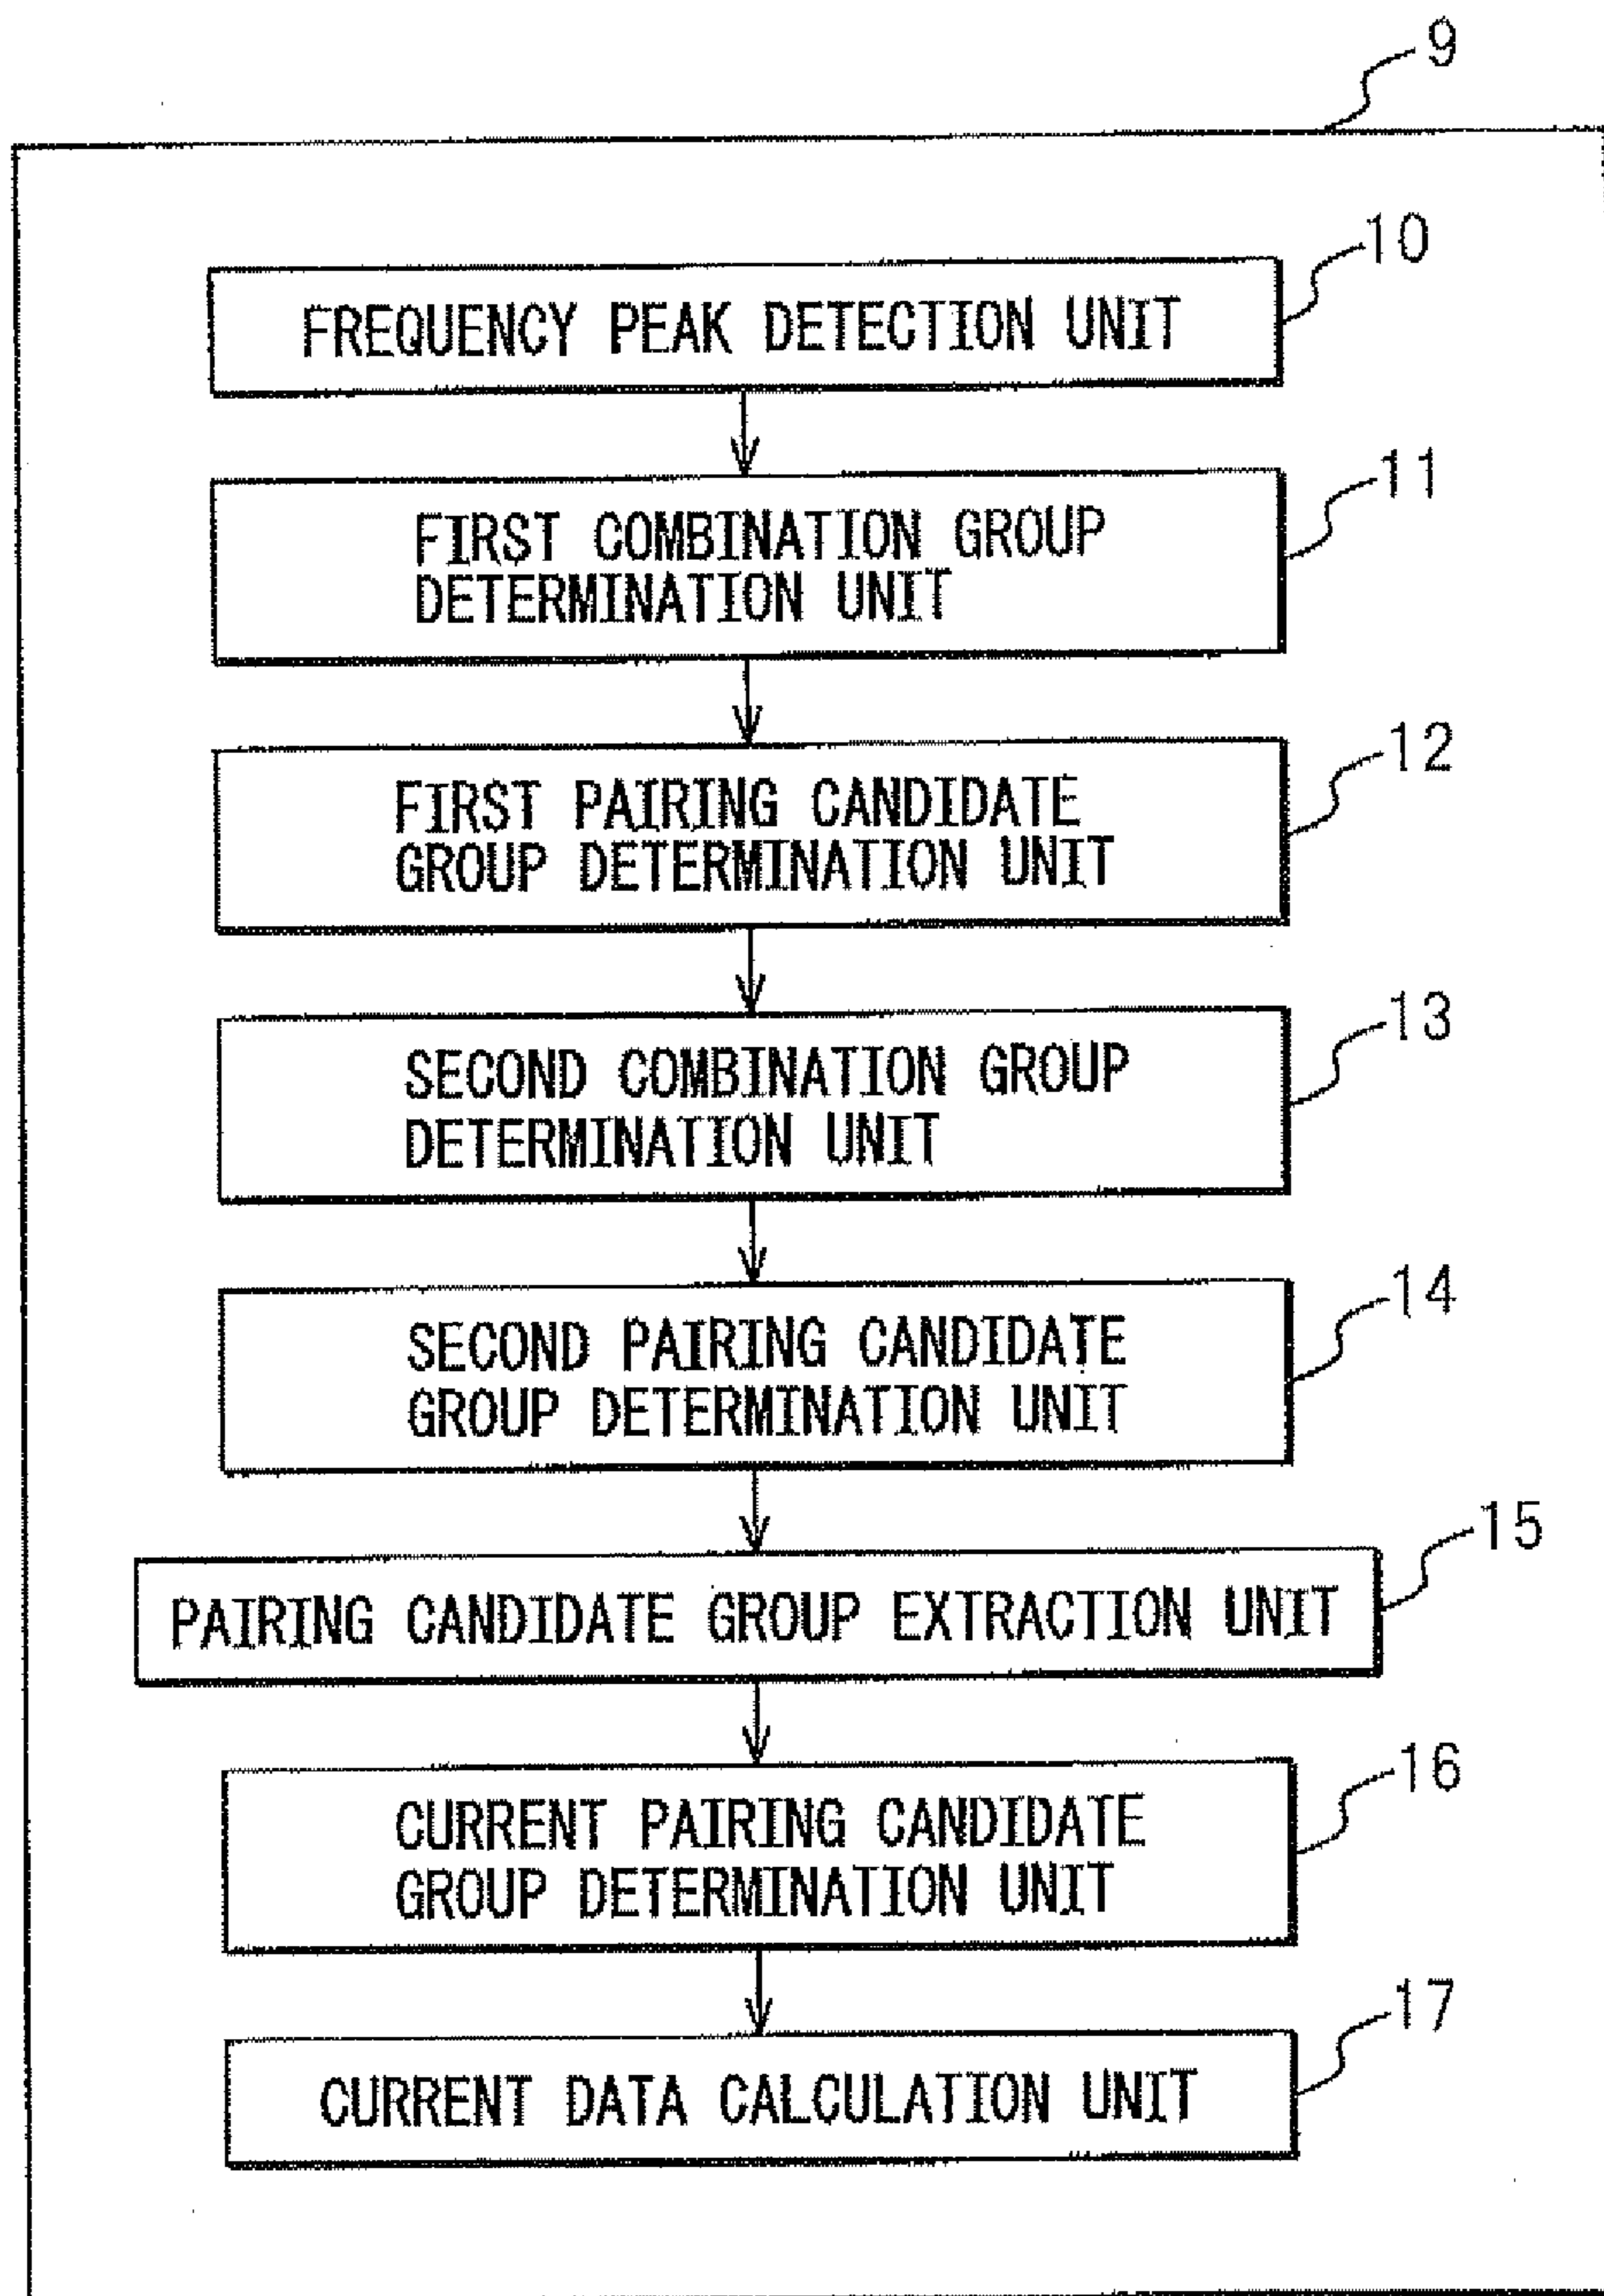 9
10
FREQUENCY PEAK DETECTION UNIT
11
FIRST COMBINATION GROUP
DETERMINATION UNIT
12
FIRST PAIRING CANDIDATE
GROUP DETERMINATION UNIT
13
SECOND COMBINATION GROUP
DETERMINATION UNIT
14
SECOND PAIRING CANDIDATE
GROUP DETERMINATION UNIT
15
PAIRING CANDIDATE GROUP EXTRACTION UNIT
16
CURRENT PAIRING CANDIDATE
GROUP DETERMINATION UNIT
17
CURRENT DATA CALCULATION UNIT